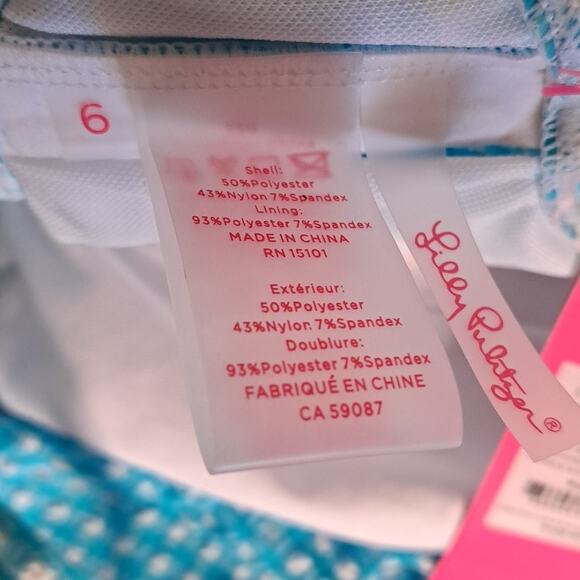 6
Shell:
50%Polyester
43%Nylon 7%Spandex
Lining:
93%Polyester 7%Spandex
MADE IN CHINA
RN 15101
Extérieur:
50%Polyester
43%Nylon 7%Spandex
Doublure:
93%Polyester 7%Spandex
FABRIQUÉ EN CHINE
CA 59087
Lilly Pulitzer®